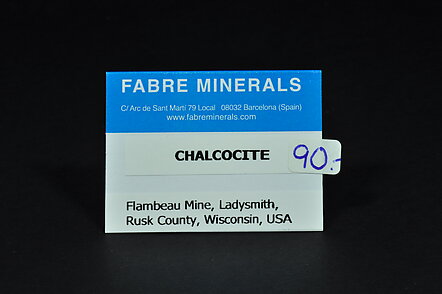 FABRE MINERALS
C/ Arc de Sant Martí 79 Local 08032 Barcelona (Spain)
www.fabreminerals.com
CHALCOCITE
90.-
Flambeau Mine, Ladysmith,
Rusk County, Wisconsin, USA